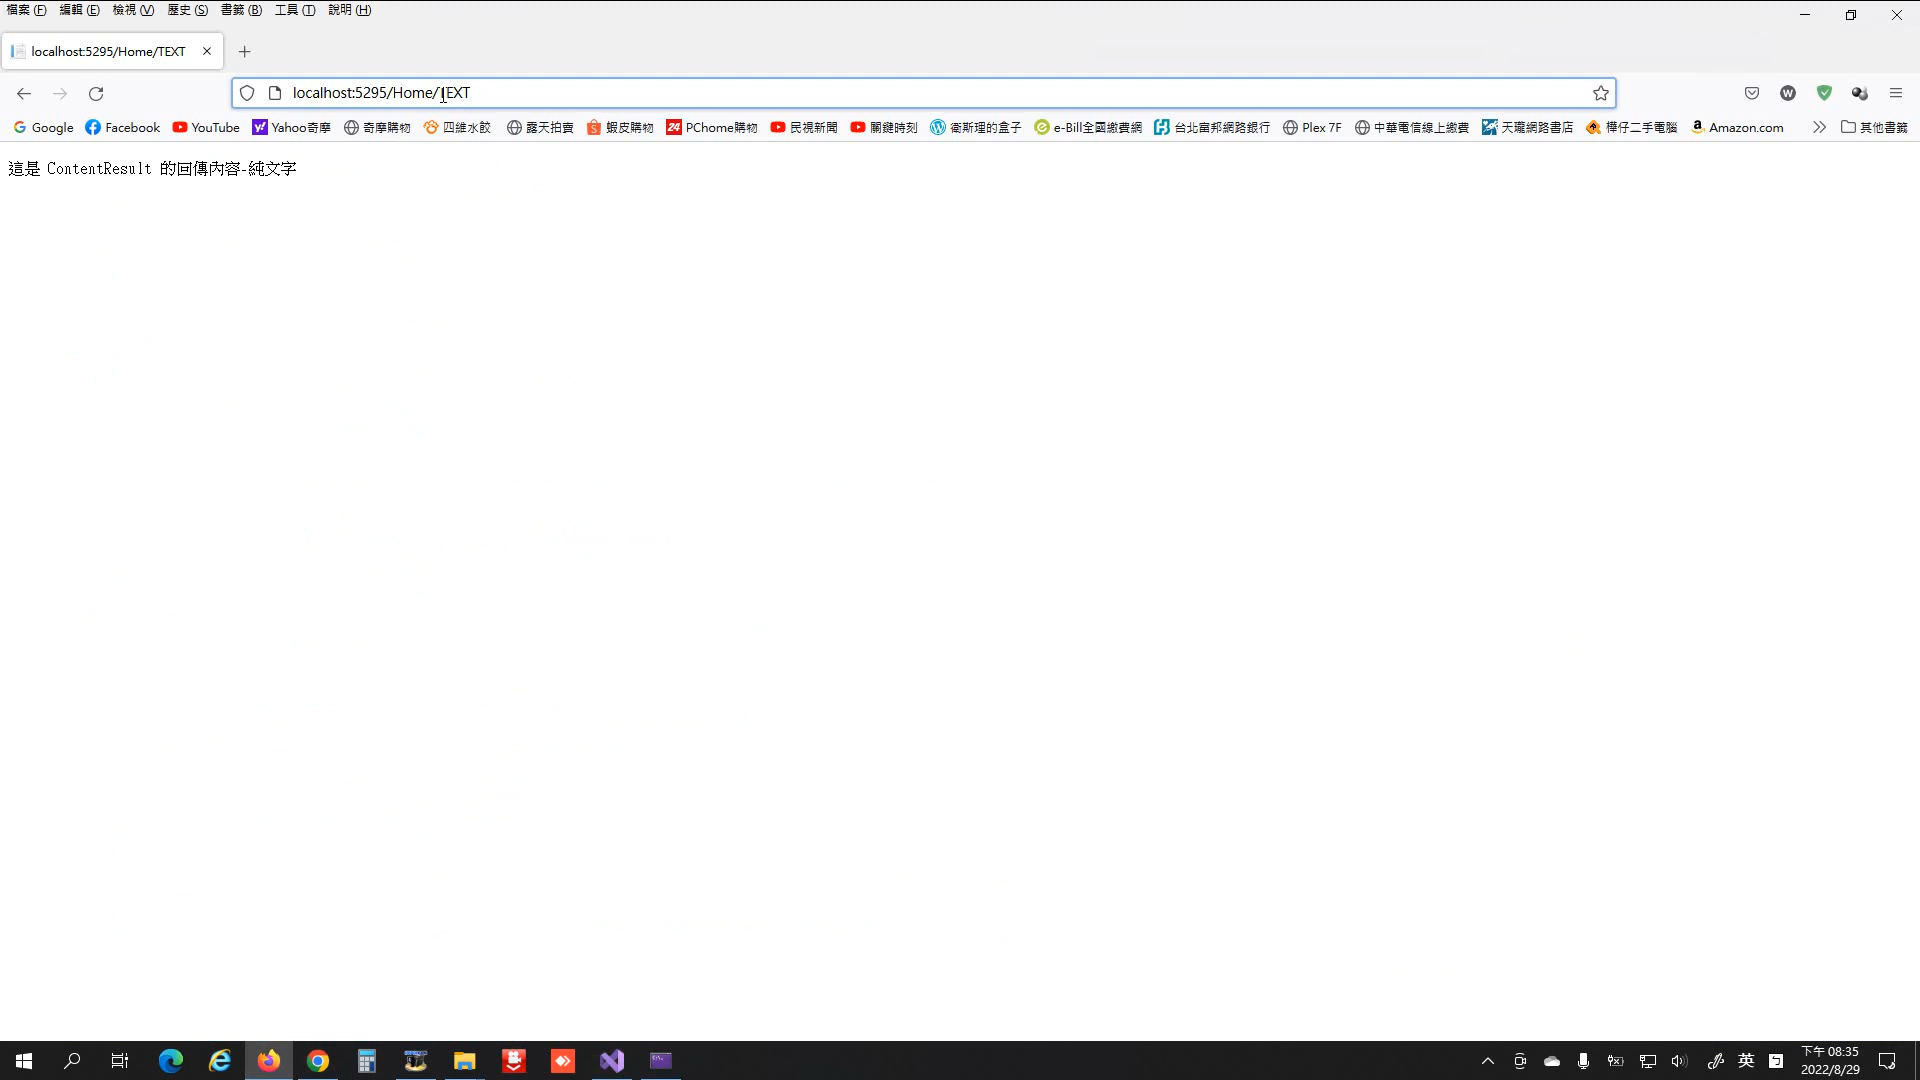 檔案 (F) 編輯 (E) 檢視 (V) 歷史 (S) 書籤 (B) 工具 (T) 說明 (H)
localhost:5295/Home/TEXT
localhost:5295/Home/TEXT
Google Facebook YouTube Yahoo奇摩 奇摩購物 四維水餃 露天拍賣 蝦皮購物 24 PChome購物 民視新聞 關鍵時刻 衛斯理的盒子 e-Bill全國繳費網 台北富邦網路銀行 Plex 7F 中華電信線上繳費 天瓏網路書店 樺仔二手電腦 Amazon.com 其他書籤
這是 ContentResult 的回傳內容-純文字
英
下午 08:35
2022/8/29